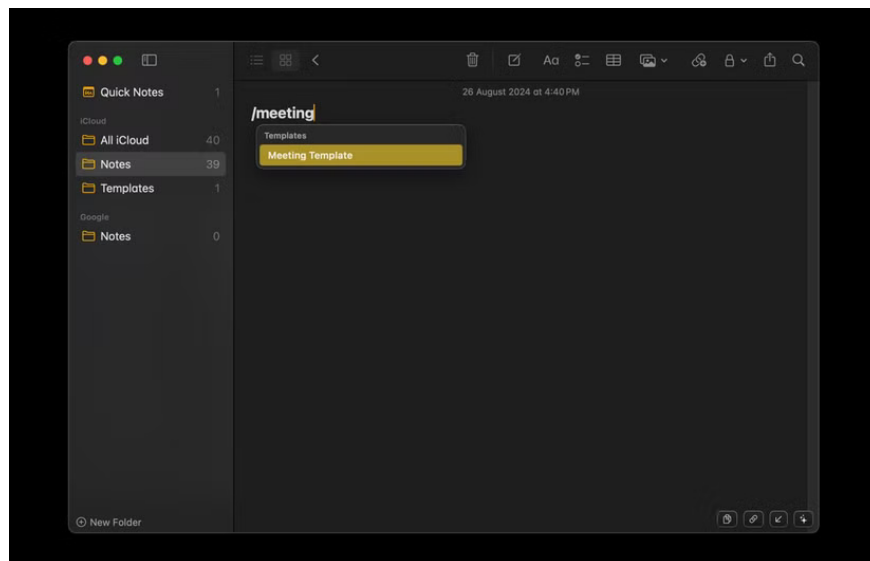 Quick Notes 1
iCloud
All iCloud 40
Notes 39
Templates 1
Google
Notes 0
New Folder
Aa
26 August 2024 at 4:40 PM
/meeting
Templates
Meeting Template